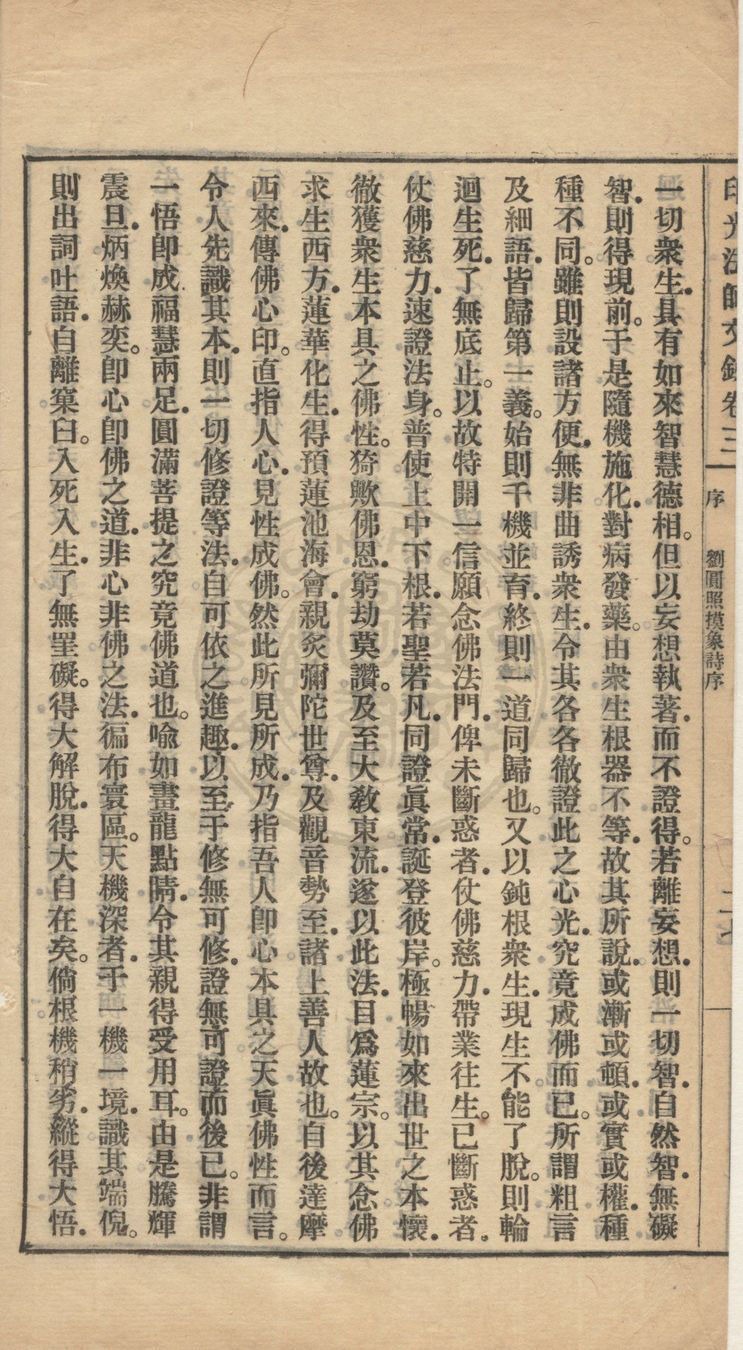 印光法師文鈔卷三 序 劉圓照摸象詩序
一切衆生具有如來智慧德相。但以妄想執著而不證得。若離妄想則一切智自然智無礙
智則得現前。于是隨機施化對病發藥。由衆生根器不等故其所說或漸或頓或實或權種
種不同。雖則設諸方便無非曲誘衆生令其各各徹證此之心光究竟成佛而已。所謂粗言
及細語皆歸第一義。始則千機並育終則一道同歸也。又以鈍根衆生現生不能了脫。則輪
迴生死了無底止。以故特開一信願念佛法門俾未斷惑者仗佛慈力帶業往生。已斷惑者
仗佛慈力速證法身。普使上中下根若聖若凡同證眞常誕登彼岸。極暢如來出世之本懷
徹獲衆生本具之佛性。猗歟佛恩窮劫莫讚。及至大教東流遂以此法目爲蓮宗。以其念佛
求生西方蓮華化生得預蓮池海會親炙彌陀世尊及觀音勢至諸上善人故也。自後達摩
西來傳佛心印。直指人心見性成佛。然此所見所成乃指吾人卽心本具之天眞佛性而言。
令人先識其本則一切修證等法自可依之進趣以至于修無可修證無可證而後已。非謂
一悟卽成福慧兩足圓滿菩提之究竟佛道也。喩如畫龍點睛令其親得受用耳。由是騰輝
震旦炳煥赫奕。卽心卽佛之道非心非佛之法徧布寰區。天機深者于一機一境識其端倪。
則出詞吐語自離窠臼。入死入生了無罣礙。得大解脫得大自在矣。倘根機稍劣縱得大悟